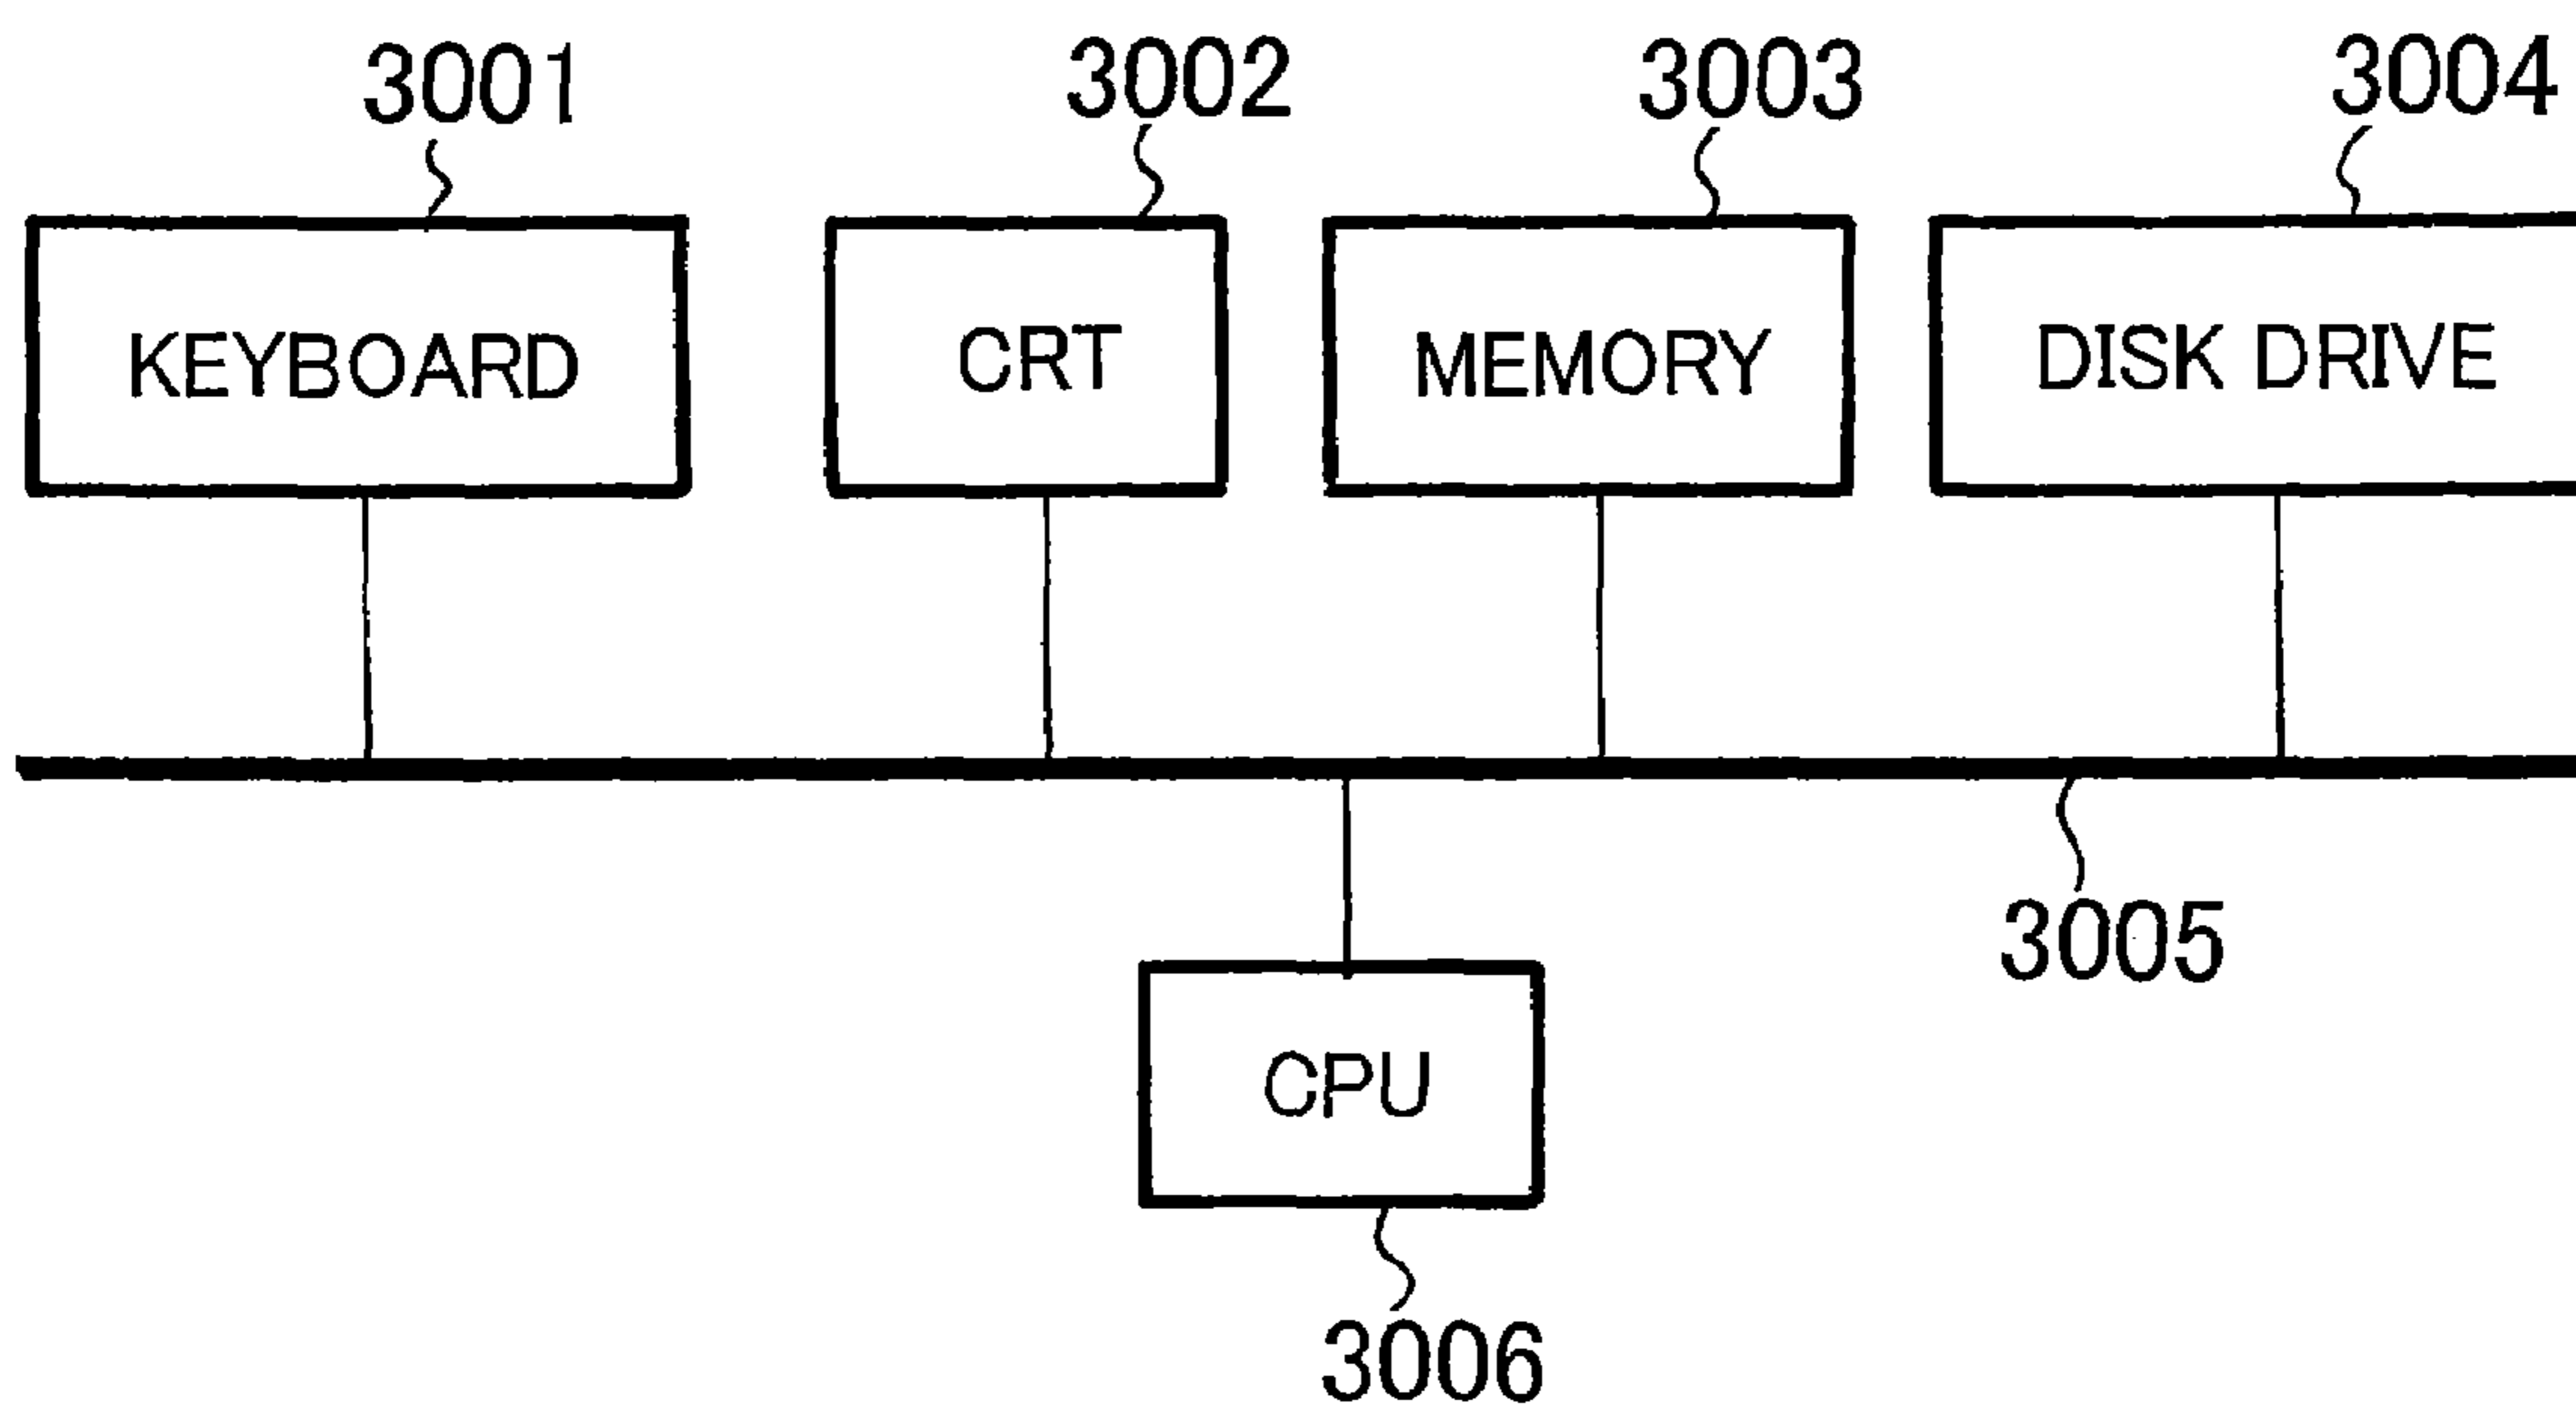 3001 3002 3003 3004
KEYBOARD CRT MEMORY DISK DRIVE
3005
CPU
3006